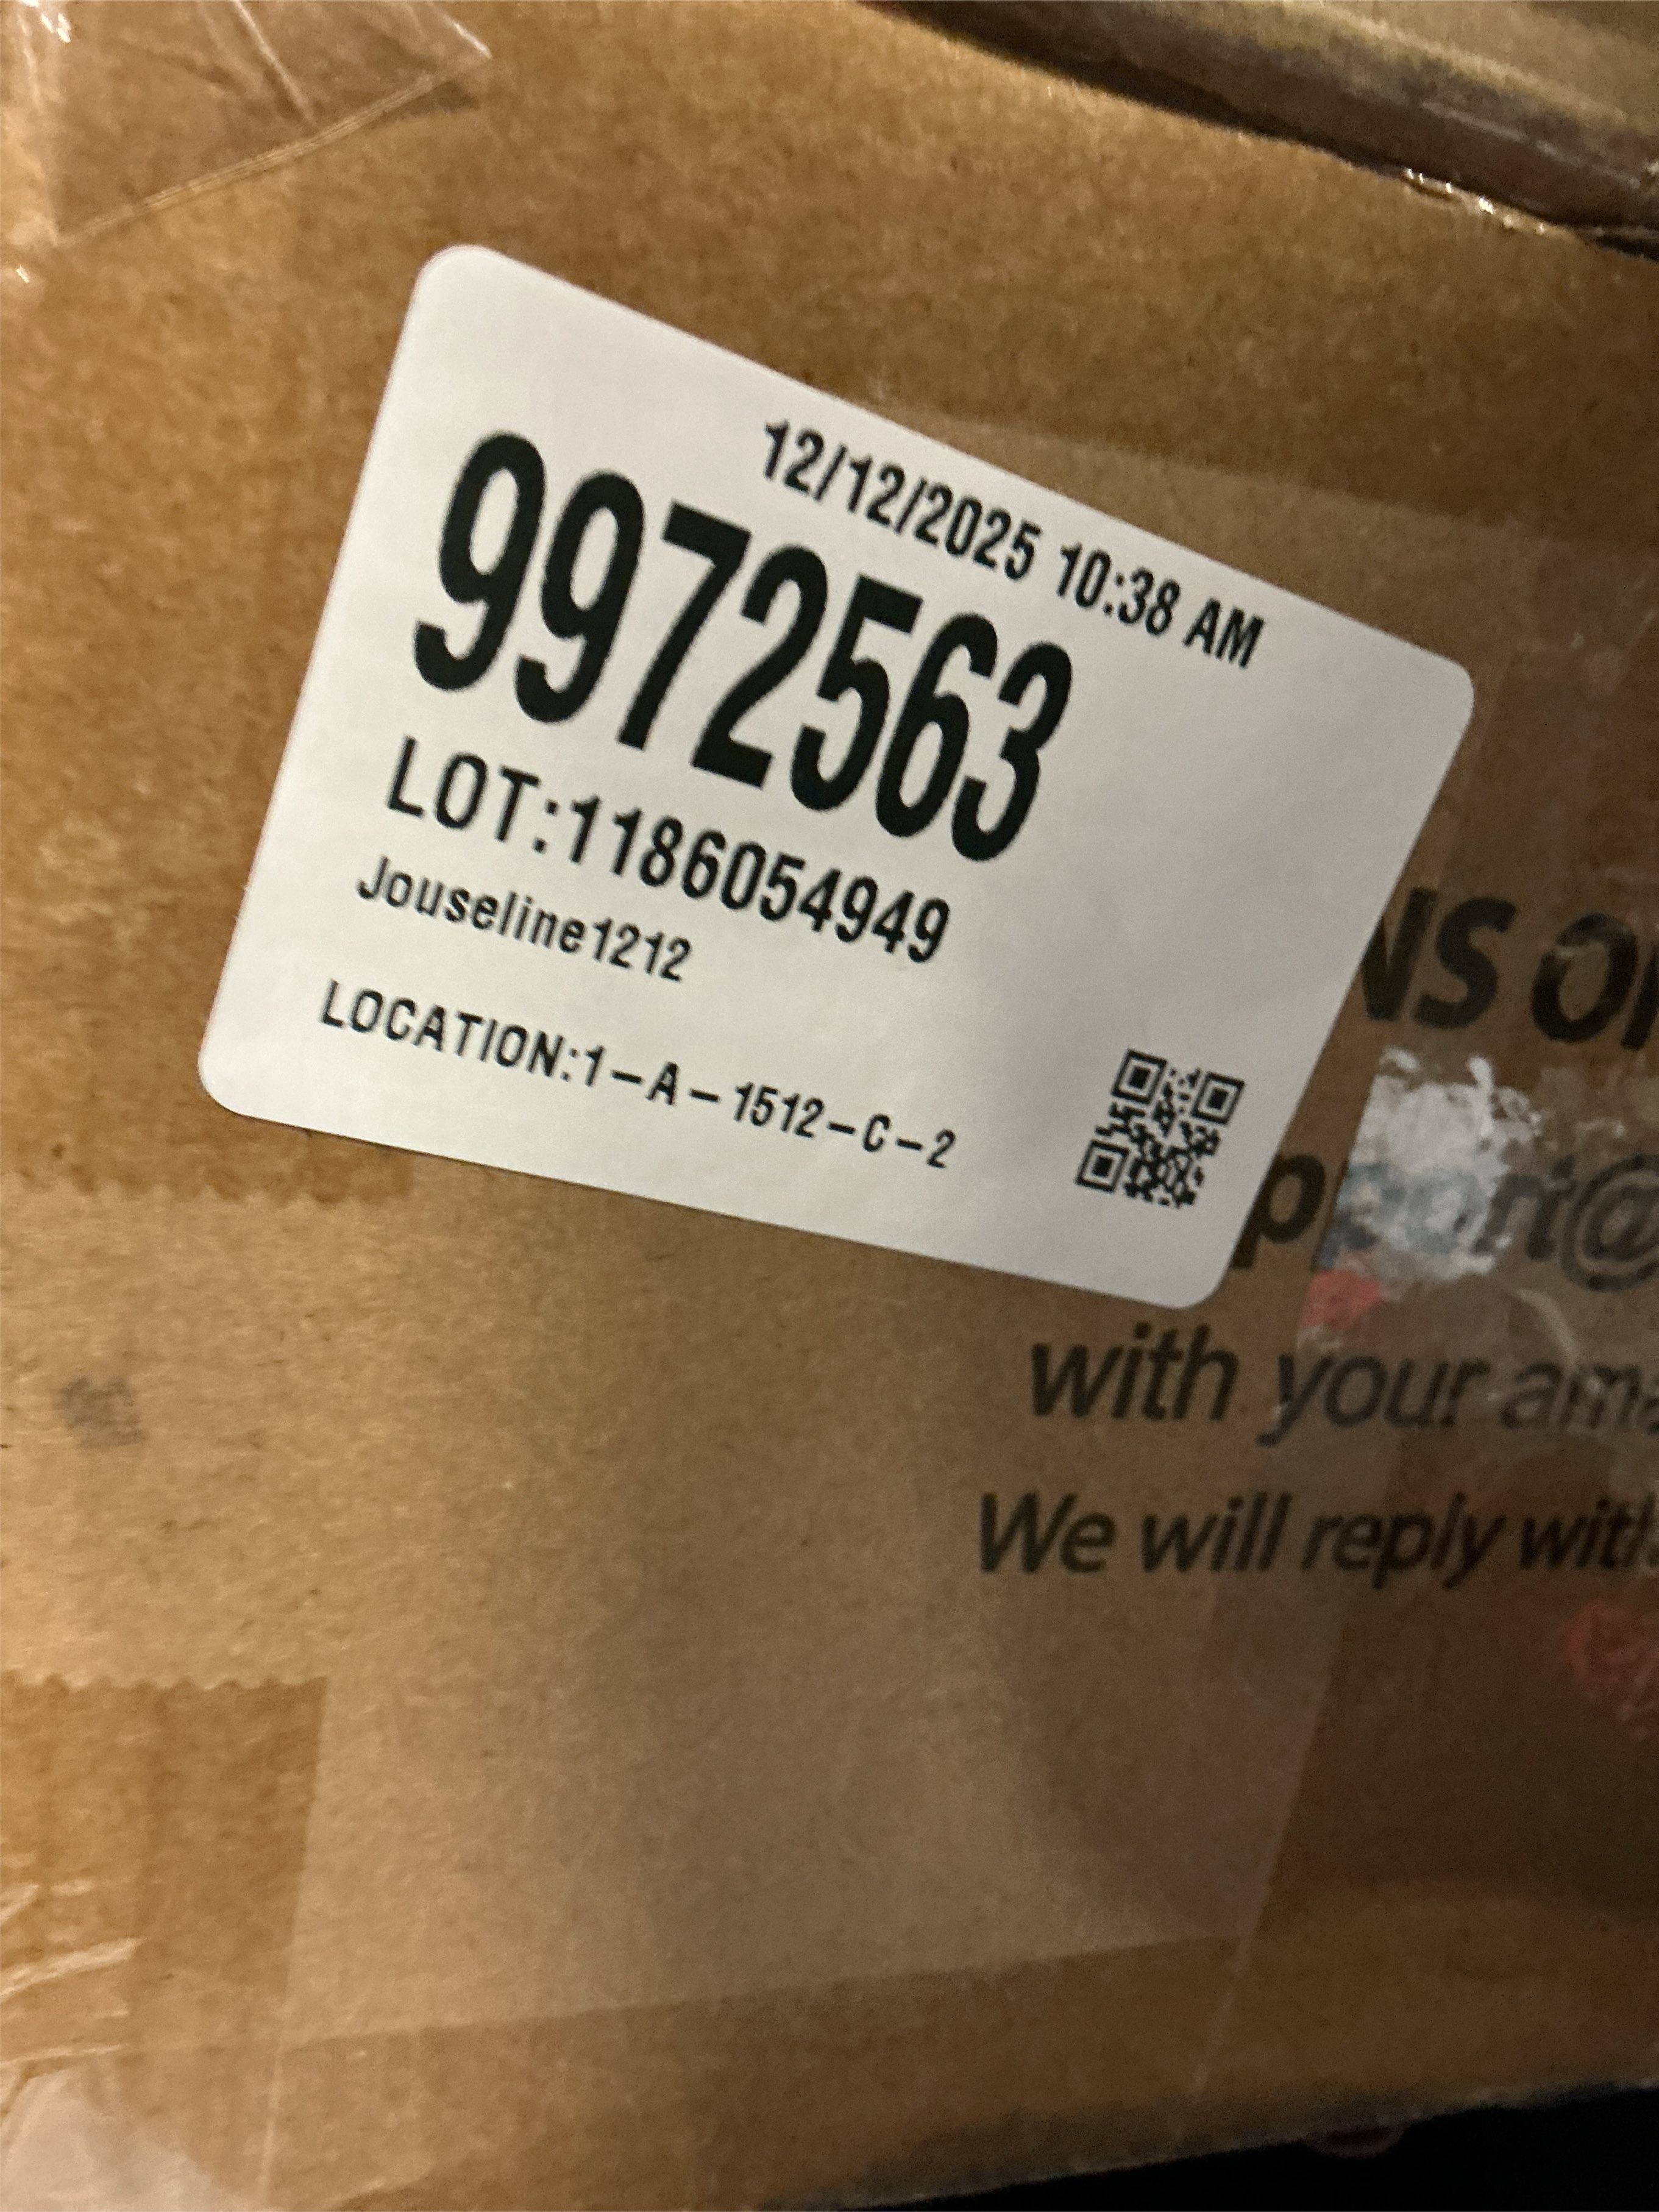 12/12/2025 10:38 AM
9972563
LOT:1186054949
Jouseline1212
LOCATION:1-A-1512-C-2
with your
We will reply